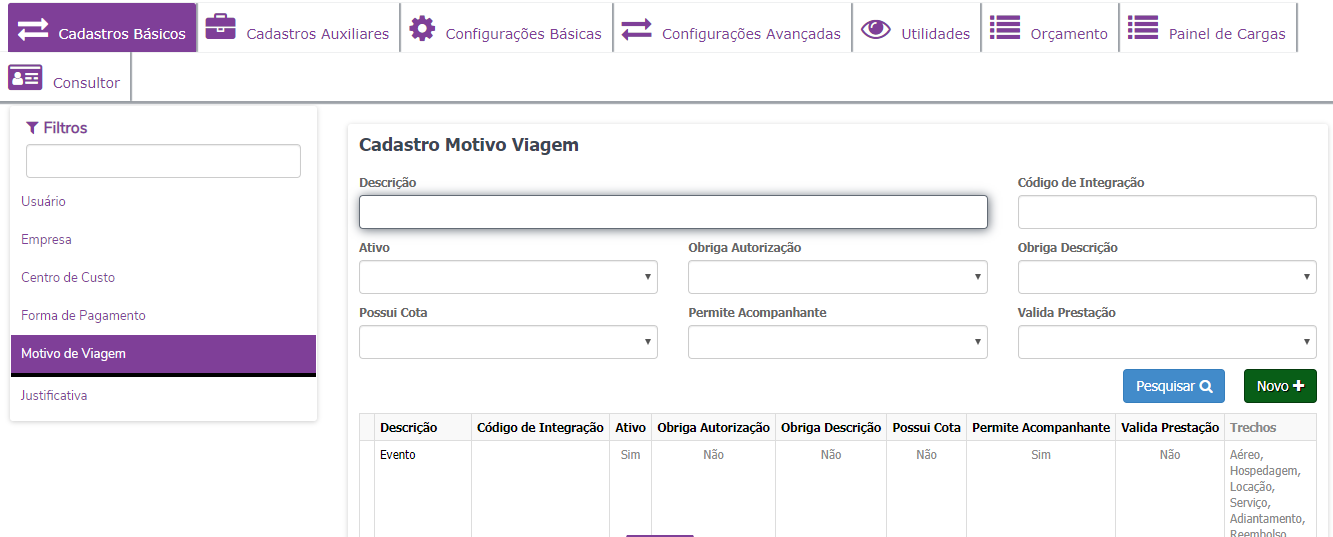 Cadastros Básicos Cadastros Auxiliares Configurações Básicas Configurações Avançadas Utilidades Orçamento Painel de Cargas
Consultor
Filtros
Usuário
Empresa
Centro de Custo
Forma de Pagamento
Motivo de Viagem
Justificativa
Cadastro Motivo Viagem
Descrição Código de Integração
Ativo Obriga Autorização Obriga Descrição
Possui Cota Permite Acompanhante Valida Prestação
Pesquisar Novo
Descrição Código de Integração Ativo Obriga Autorização Obriga Descrição Possui Cota Permite Acompanhante Valida Prestação Trechos
Evento Sim Não Não Não Sim Não Aéreo,
Hospedagem,
Locação,
Serviço,
Adiantamento,
Reembolso